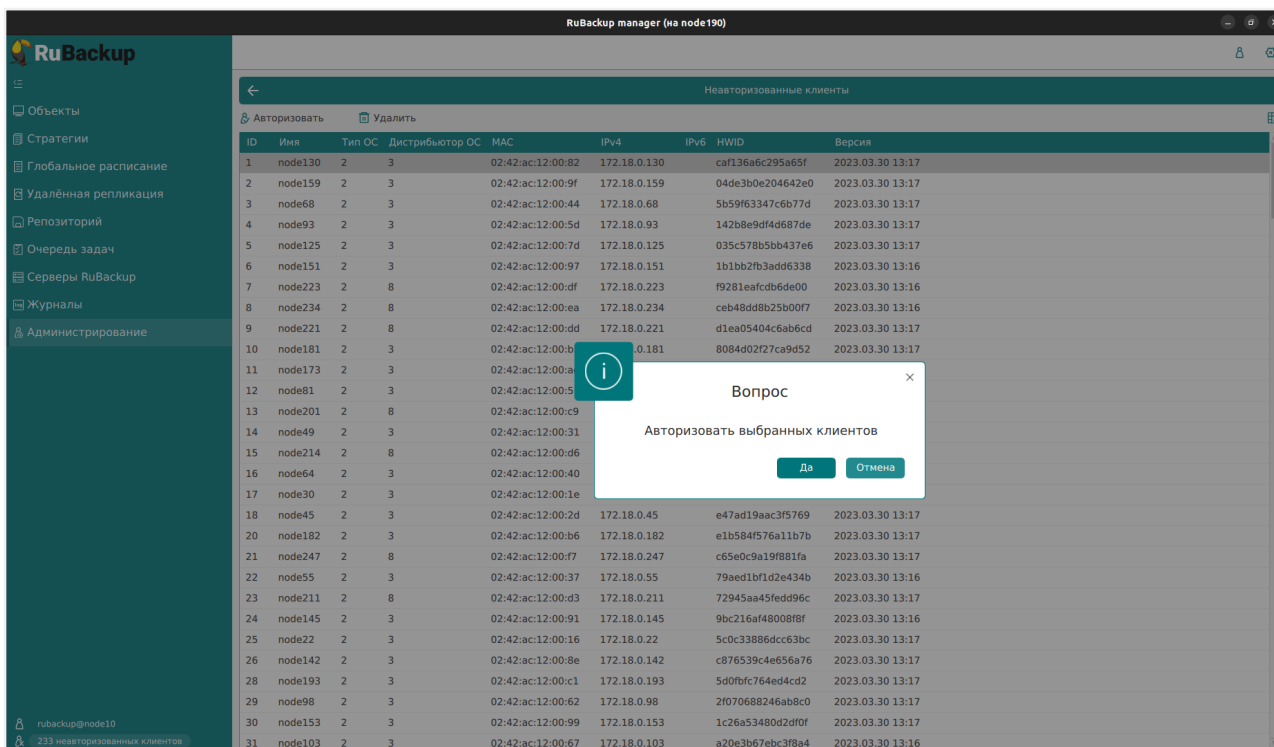 RuBackup manager (на node190)
RuBackup
Объекты
Стратегии
Глобальное расписание
Удалённая репликация
Репозиторий
Очередь задач
Серверы RuBackup
Журналы
Администрирование
rubackup@node10
233 неавторизованных клиентов
Неавторизованные клиенты
Авторизовать Удалить
ID Имя Тип ОС Дистрибьютор ОС MAC IPv4 IPv6 HWID Версия
1 node130 2 3 02:42:ac:12:00:82 172.18.0.130 caf136a6c295a65f 2023.03.30 13:17
2 node159 2 3 02:42:ac:12:00:9f 172.18.0.159 04de3b0e204642e0 2023.03.30 13:17
3 node68 2 3 02:42:ac:12:00:44 172.18.0.68 5b59f63347c6b77d 2023.03.30 13:17
4 node93 2 3 02:42:ac:12:00:5d 172.18.0.93 142b8e9df4d687de 2023.03.30 13:17
5 node125 2 3 02:42:ac:12:00:7d 172.18.0.125 035c578b5bb437e6 2023.03.30 13:17
6 node151 2 3 02:42:ac:12:00:97 172.18.0.151 1b1bb2fb3add6338 2023.03.30 13:16
7 node223 2 8 02:42:ac:12:00:df 172.18.0.223 f9281eafcdb6de00 2023.03.30 13:16
8 node234 2 8 02:42:ac:12:00:ea 172.18.0.234 ceb48dd8b25b00f7 2023.03.30 13:16
9 node221 2 8 02:42:ac:12:00:dd 172.18.0.221 d1ea05404c6ab6cd 2023.03.30 13:17
10 node181 2 3 02:42:ac:12:00:b .0.181 8084d02f27ca9d52 2023.03.30 13:17
11 node173 2 3 02:42:ac:12:00:a
12 node81 2 3 02:42:ac:12:00:5
13 node201 2 8 02:42:ac:12:00:c9
14 node49 2 3 02:42:ac:12:00:31
15 node214 2 8 02:42:ac:12:00:d6
16 node64 2 3 02:42:ac:12:00:40
17 node30 2 3 02:42:ac:12:00:1e
18 node45 2 3 02:42:ac:12:00:2d 172.18.0.45 e47ad19aac3f5769 2023.03.30 13:17
20 node182 2 3 02:42:ac:12:00:b6 172.18.0.182 e1b584f576a11b7b 2023.03.30 13:17
21 node247 2 8 02:42:ac:12:00:f7 172.18.0.247 c65e0c9a19f881fa 2023.03.30 13:17
22 node55 2 3 02:42:ac:12:00:37 172.18.0.55 79aed1bf1d2e434b 2023.03.30 13:16
23 node211 2 8 02:42:ac:12:00:d3 172.18.0.211 72945aa45fedd96c 2023.03.30 13:17
24 node145 2 3 02:42:ac:12:00:91 172.18.0.145 9bc216af48008f8f 2023.03.30 13:17
25 node22 2 3 02:42:ac:12:00:16 172.18.0.22 5c0c33886dcc63bc 2023.03.30 13:17
26 node142 2 3 02:42:ac:12:00:8e 172.18.0.142 c876539c4e656a76 2023.03.30 13:17
28 node193 2 3 02:42:ac:12:00:c1 172.18.0.193 5d0fbfc764ed4cd2 2023.03.30 13:17
29 node98 2 3 02:42:ac:12:00:62 172.18.0.98 2f070688246ab8c0 2023.03.30 13:17
30 node153 2 3 02:42:ac:12:00:99 172.18.0.153 1c26a53480d2df0f 2023.03.30 13:17
31 node103 2 3 02:42:ac:12:00:67 172.18.0.103 a20e3b67ebc3f8a4 2023.03.30 13:16
Вопрос
Авторизовать выбранных клиентов
Да Отмена